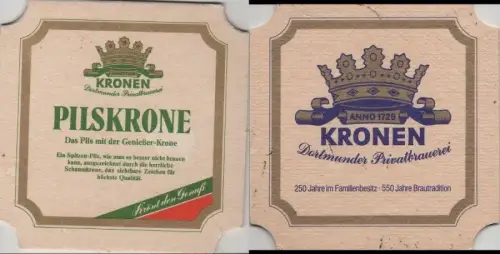 KRONEN
Dortmunder Privatbrauerei
PILSKRONE
Das Pils mit der Genießer-Krone
Ein Spitzen-Pils, wie man es besser nicht brauen
kann, ausgezeichnet durch die herrliche
Schaumkrone, das sichtbare Zeichen für
höchste Qualität.
Krönt den Genuß
ANNO 1729
KRONEN
Dortmunder Privatbrauerei
250 Jahre im Familienbesitz · 550 Jahre Brautradition